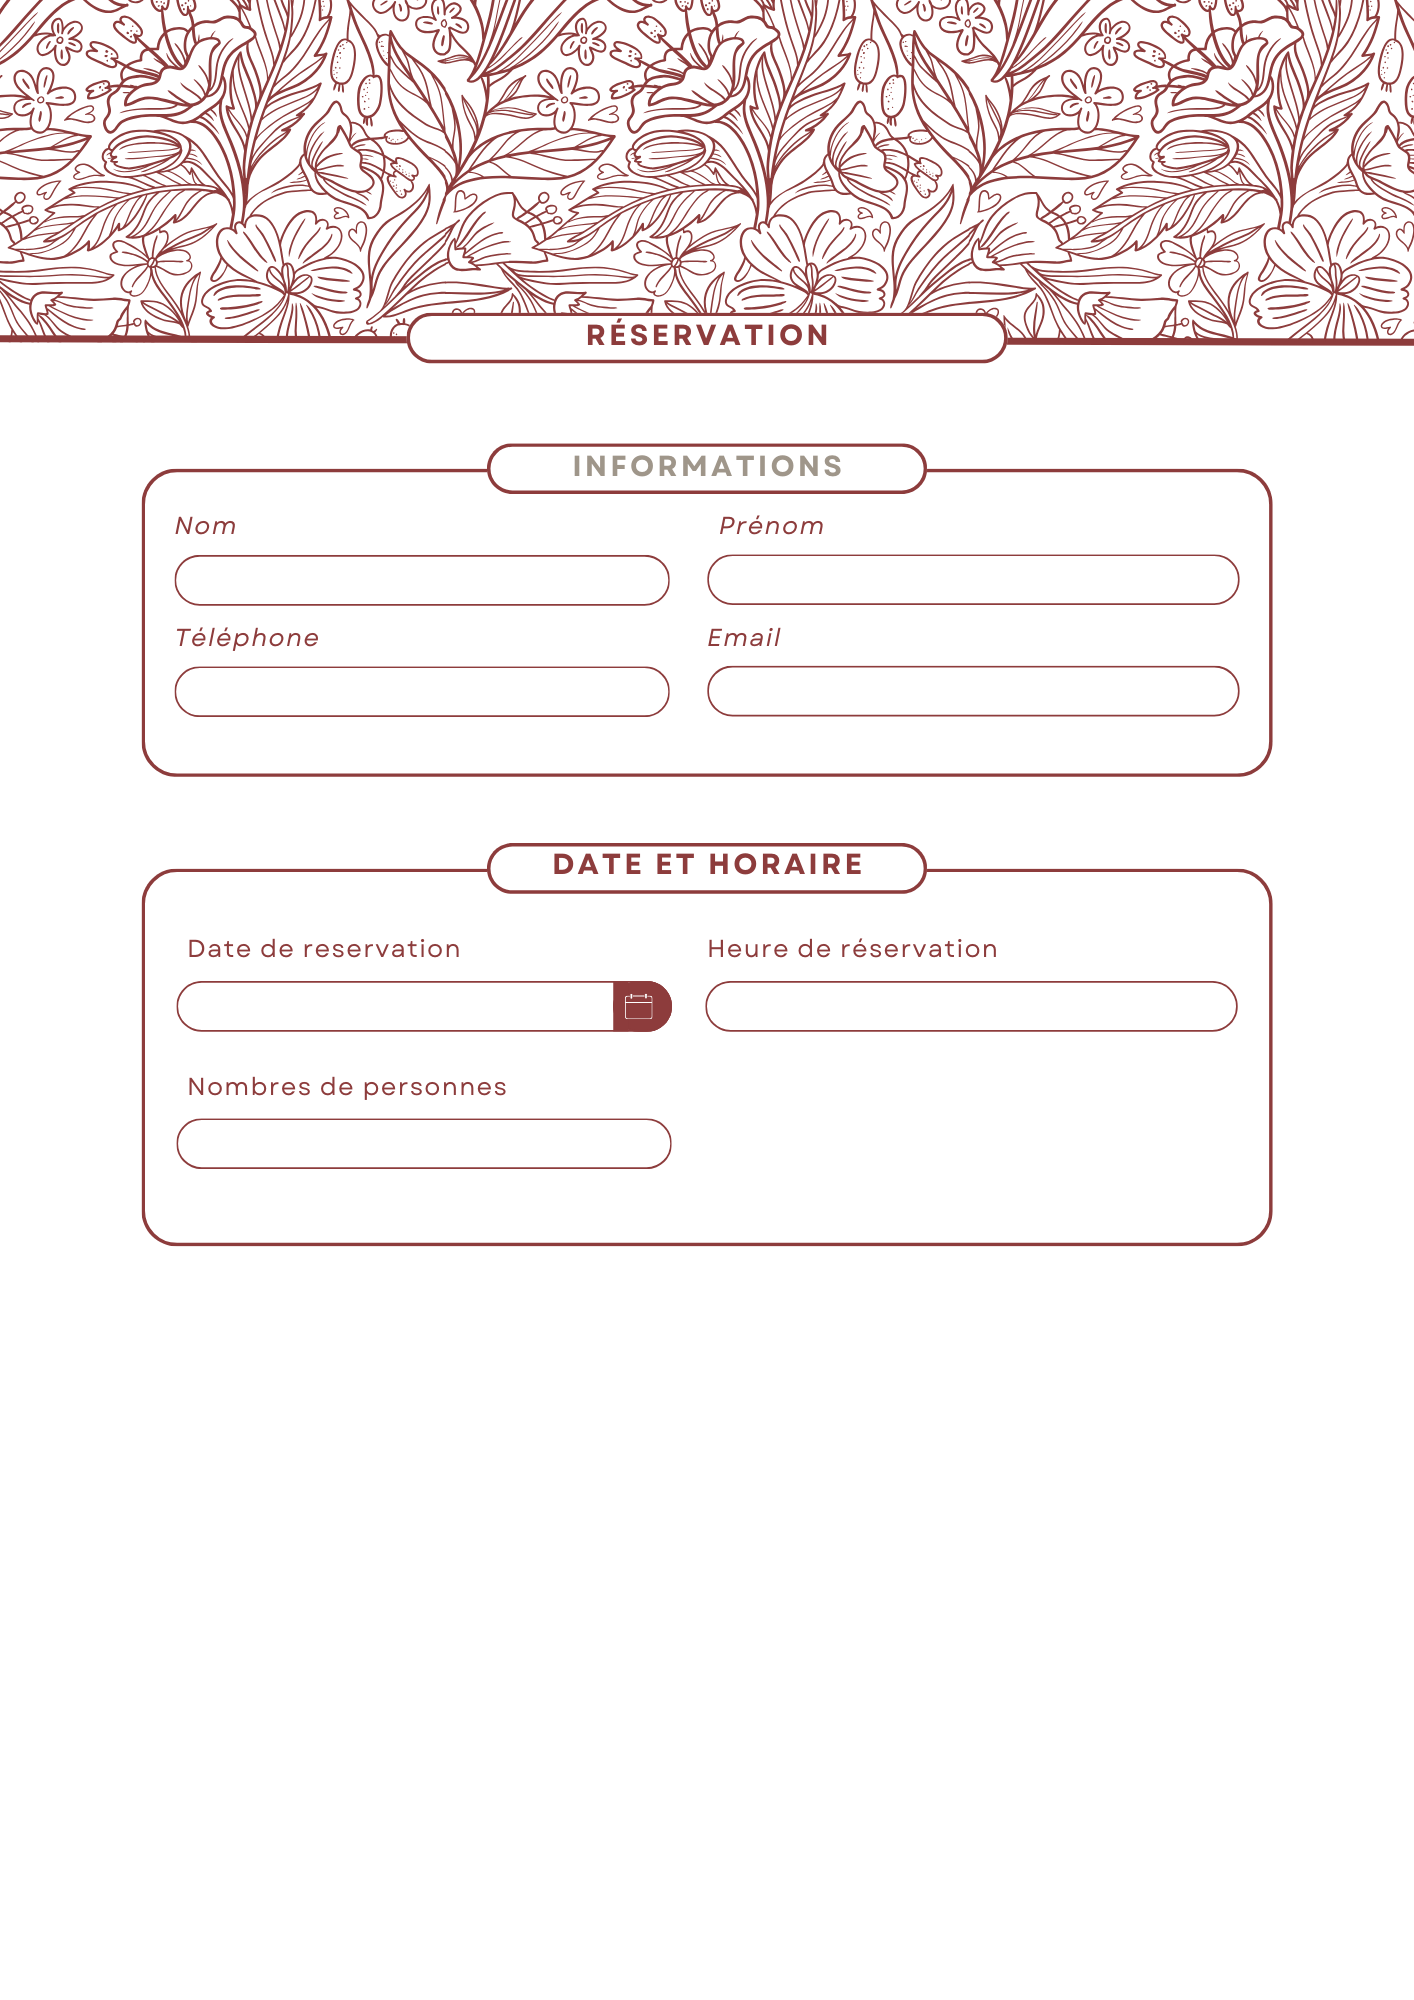 RÉSERVATION
INFORMATIONS
Nom
Prénom
Téléphone
Email
DATE ET HORAIRE
Date de reservation
Heure de réservation
Nombres de personnes